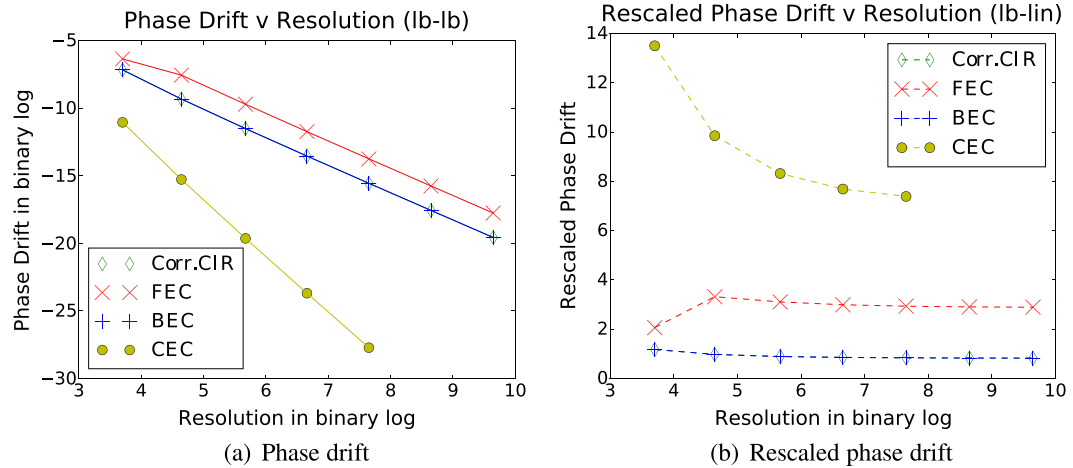 Phase Drift v Resolution (lb-lb)
−5
−10
−15
−20
−25
−30
Phase Drift in binary log
Corr.CIR
FEC
BEC
CEC
3 4 5 6 7 8 9 10
Resolution in binary log
(a) Phase drift
Rescaled Phase Drift v Resolution (lb-lin)
14
12
10
8
6
4
2
0
Rescaled Phase Drift
Corr.CIR
FEC
BEC
CEC
3 4 5 6 7 8 9 10
Resolution in binary log
(b) Rescaled phase drift